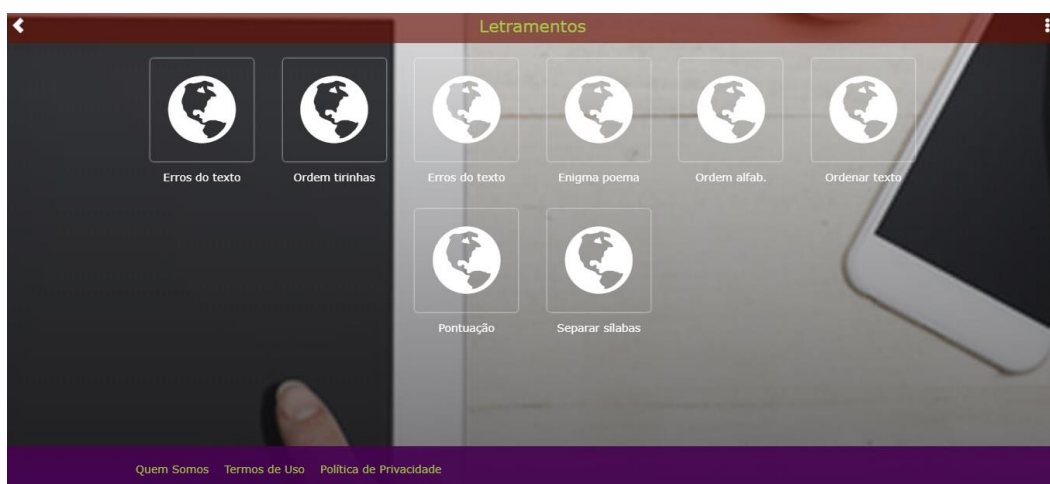 Letramentos
Erros do texto
Ordem tirinhas
Erros do texto
Enigma poema
Ordem alfab.
Ordenar texto
Pontuação
Separar sílabas
Quem Somos Termos de Uso Política de Privacidade